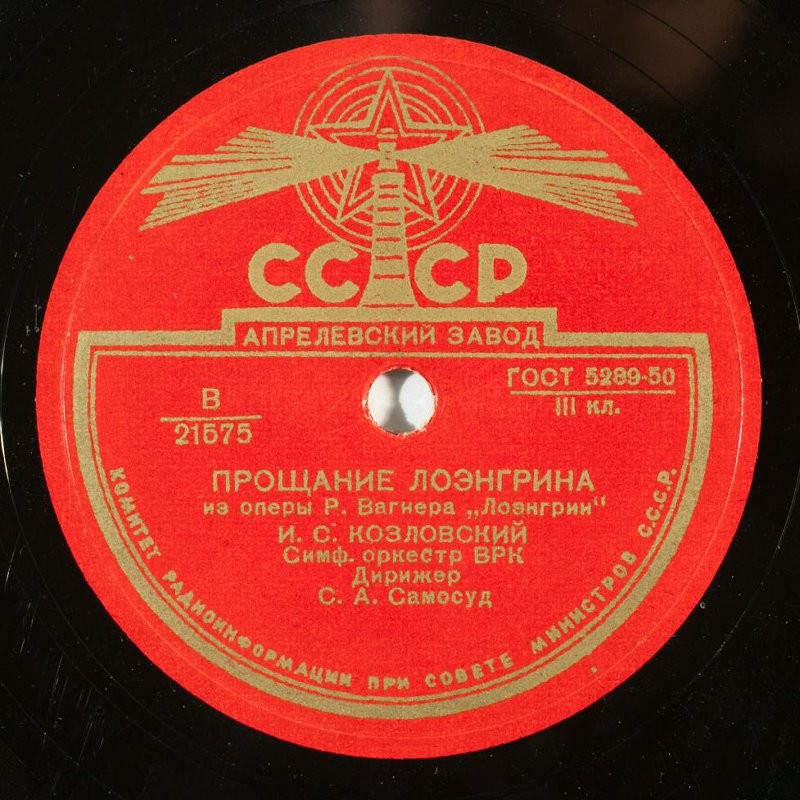 СССР
АПРЕЛЕВСКИЙ ЗАВОД
ГОСТ 5289-50
III кл.
В
21575
ПРОЩАНИЕ ЛОЭНГРИНА
из оперы Р. Вагнера „Лоэнгрин“
И. С. КОЗЛОВСКИЙ
Симф. оркестр ВРК
Дирижер
С. А. Самосуд
КОМИТЕТ РАДИОИНФОРМАЦИИ ПРИ СОВЕТЕ МИНИСТРОВ С.С.С.Р.